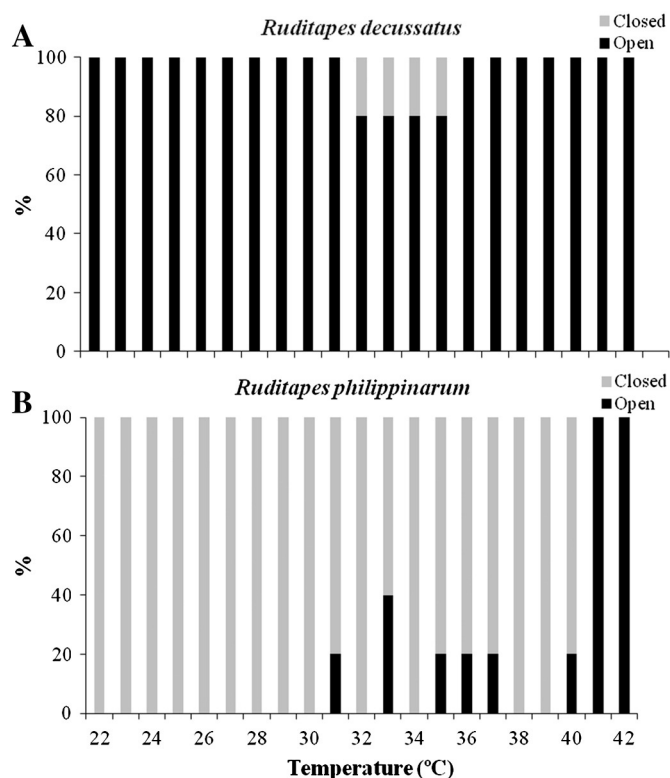 A
Ruditapes decussatus
Closed
Open
100
80
60
40
20
0
%
B
Ruditapes philippinarum
Closed
Open
100
80
60
40
20
0
%
22 24 26 28 30 32 34 36 38 40 42
Temperature (ºC)